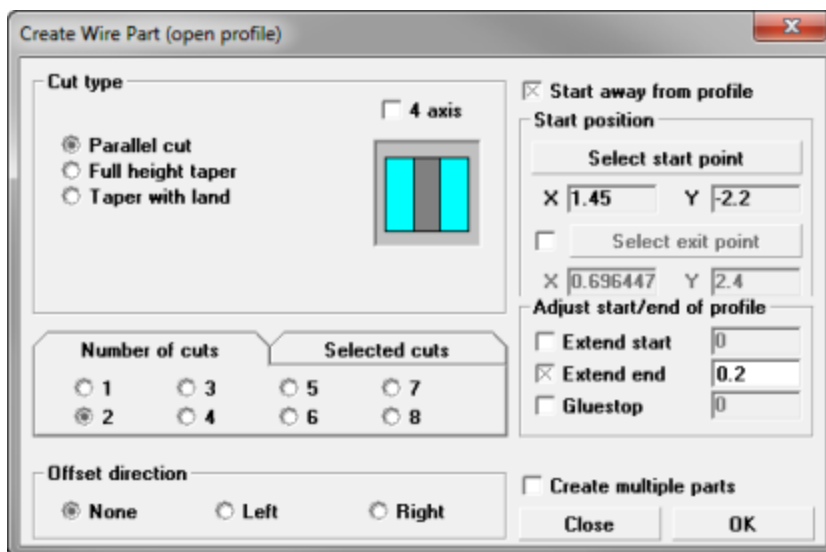 Create Wire Part (open profile)
Cut type
4 axis
Parallel cut
Full height taper
Taper with land
Start away from profile
Start position
Select start point
X 1.45 Y -2.2
Select exit point
X 0.696447 Y 2.4
Adjust start/end of profile
Extend start 0
Extend end 0.2
Gluestop 0
Number of cuts Selected cuts
1 3 5 7
2 4 6 8
Offset direction
None Left Right
Create multiple parts
Close OK